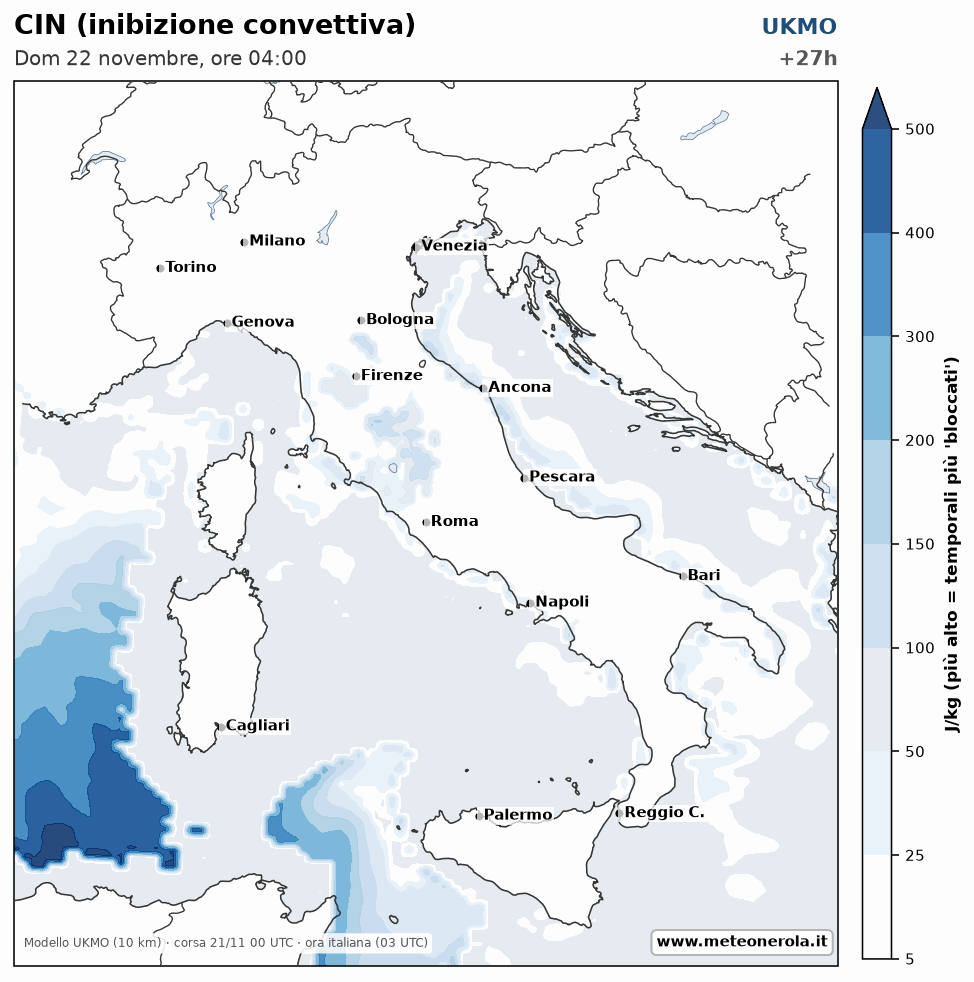 CIN (inibizione convettiva)
UKMO
Dom 22 novembre, ore 04:00
+27h
Milano
Venezia
Torino
Genova
Bologna
Firenze
Ancona
Pescara
Roma
Bari
Napoli
Cagliari
Palermo
Reggio C.
Modello UKMO (10 km) · corsa 21/11 00 UTC · ora italiana (03 UTC)
www.meteonerola.it
500
400
300
200
150
100
50
25
5
J/kg (più alto = temporali più 'bloccati')